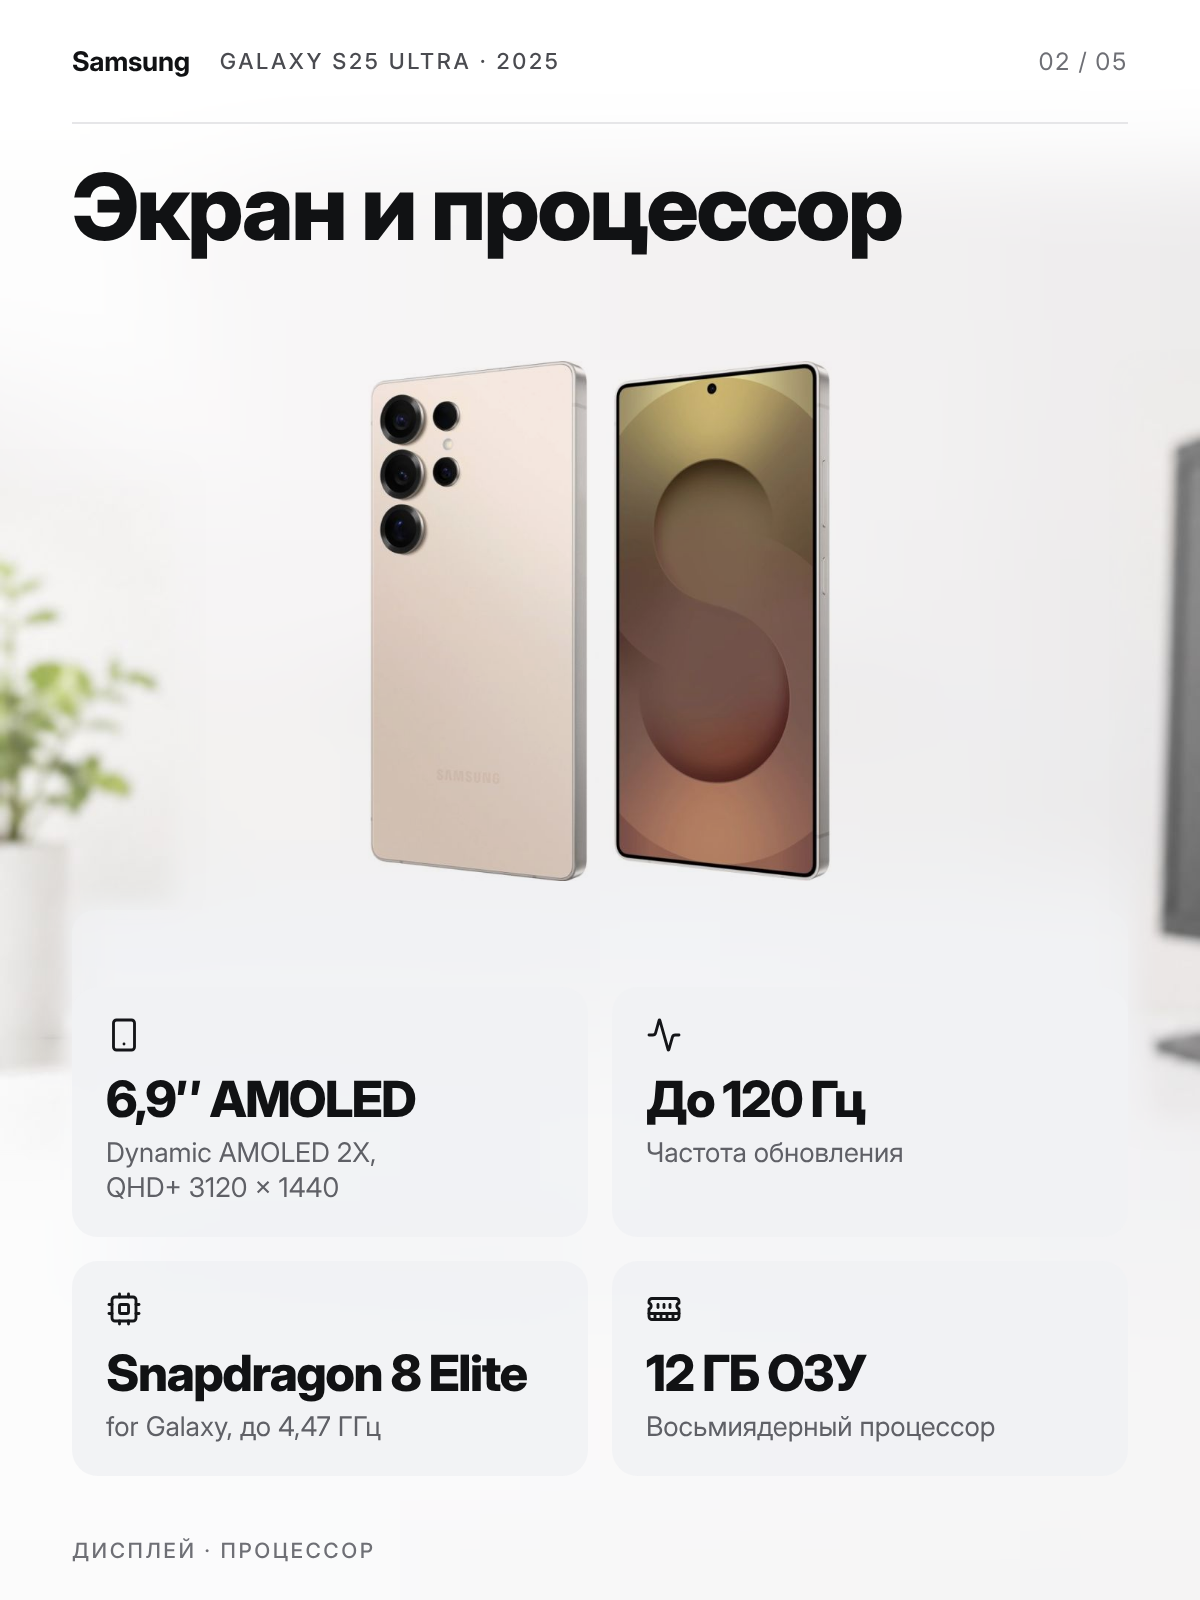 Samsung GALAXY S25 ULTRA · 2025 02 / 05
Экран и процессор
SAMSUNG
6,9″ AMOLED
Dynamic AMOLED 2X,
QHD+ 3120 × 1440
До 120 Гц
Частота обновления
Snapdragon 8 Elite
for Galaxy, до 4,47 ГГц
12 ГБ ОЗУ
Восьмиядерный процессор
ДИСПЛЕЙ · ПРОЦЕССОР